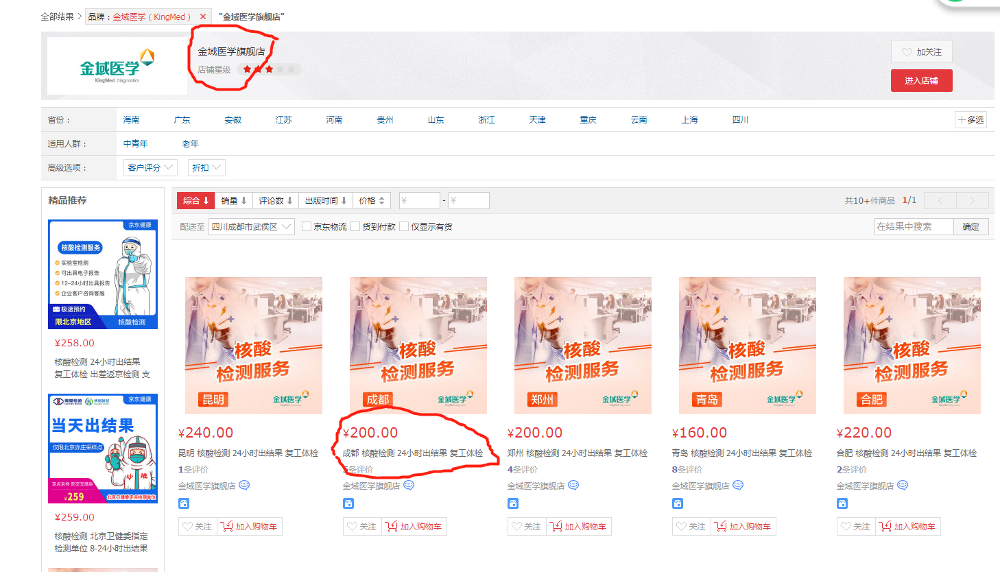 全部结果 > 品牌：金域医学（KingMed） × "金域医学旗舰店"
金域医学
KingMed Diagnostics
金域医学旗舰店
店铺星级
加关注
进入店铺
省份： 海南 广东 安徽 江苏 河南 贵州 山东 浙江 天津 重庆 云南 上海 四川 多选
适用人群： 中青年 老年
高级选项： 客户评分 折扣
精品推荐
京东健康
核酸检测服务
实验室检测
可出具电子报告
12-24小时出具报告
企业客户咨询客服
极速预约
限北京地区 核酸检测
¥258.00
核酸检测 24小时出结果
复工体检 出差返京检测 支
博奥检验 博奥颐和 京东健康
当天出结果
仅限北京亦庄采样点
小 胜
定点采样 防交叉感染
¥259
北京卫健委定点检测单位
¥259.00
核酸检测 北京卫健委指定
检测单位 8-24小时出结果
综合 销量 评论数 出版时间 价格 ¥ - ¥ 共10+件商品 1/1 < >
配送至 四川成都市武侯区 京东物流 货到付款 仅显示有货 在结果中搜索 确定
核酸
检测服务
昆明 金域医学
¥240.00
昆明 核酸检测 24小时出结果 复工体检
1条评价
金域医学旗舰店
关注 加入购物车
核酸
检测服务
成都 金域医学
¥200.00
成都 核酸检测 24小时出结果 复工体检
条评价
金域医学旗舰店
关注 加入购物车
核酸
检测服务
郑州 金域医学
¥200.00
郑州 核酸检测 24小时出结果 复工体检
4条评价
金域医学旗舰店
关注 加入购物车
核酸
检测服务
青岛 金域医学
¥160.00
青岛 核酸检测 24小时出结果 复工体检
8条评价
金域医学旗舰店
关注 加入购物车
核酸
检测服务
合肥 金域医学
¥220.00
合肥 核酸检测 24小时出结果 复工体检
2条评价
金域医学旗舰店
关注 加入购物车